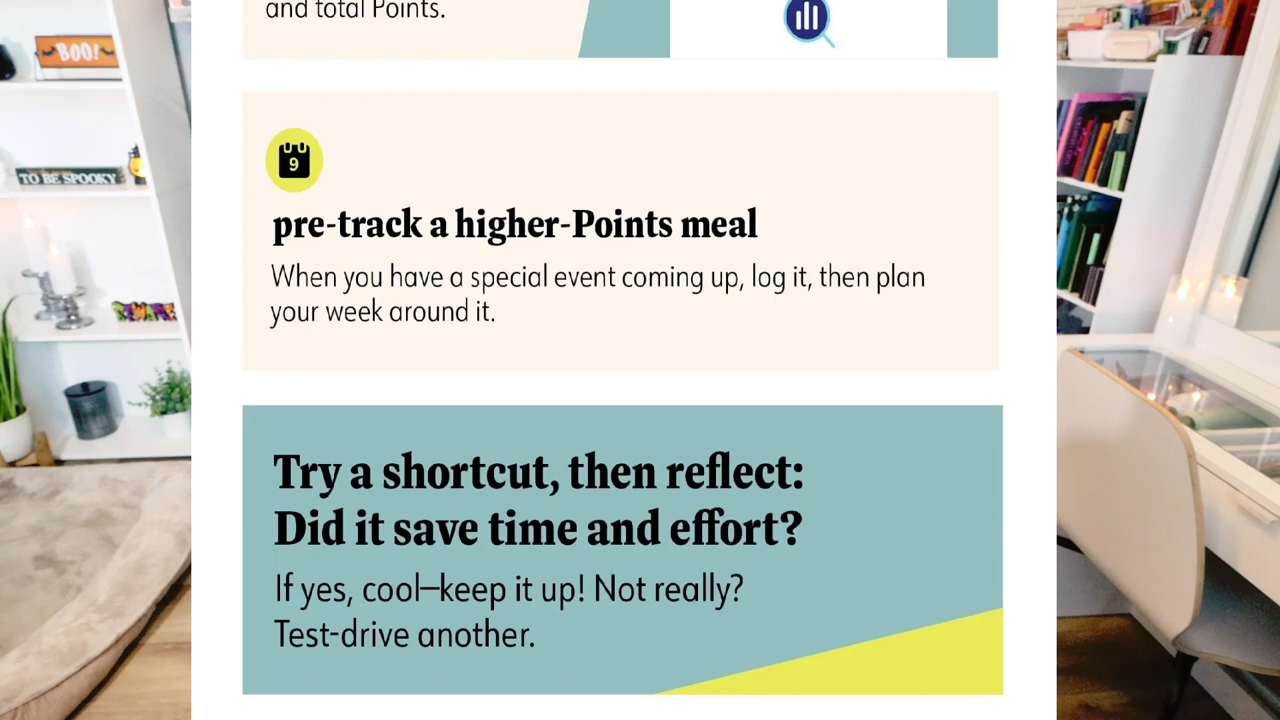 and total Points.
BOO!
TO BE SPOOKY
BEWARE
9
pre-track a higher-Points meal
When you have a special event coming up, log it, then plan
your week around it.
Try a shortcut, then reflect:
Did it save time and effort?
If yes, cool—keep it up! Not really?
Test-drive another.